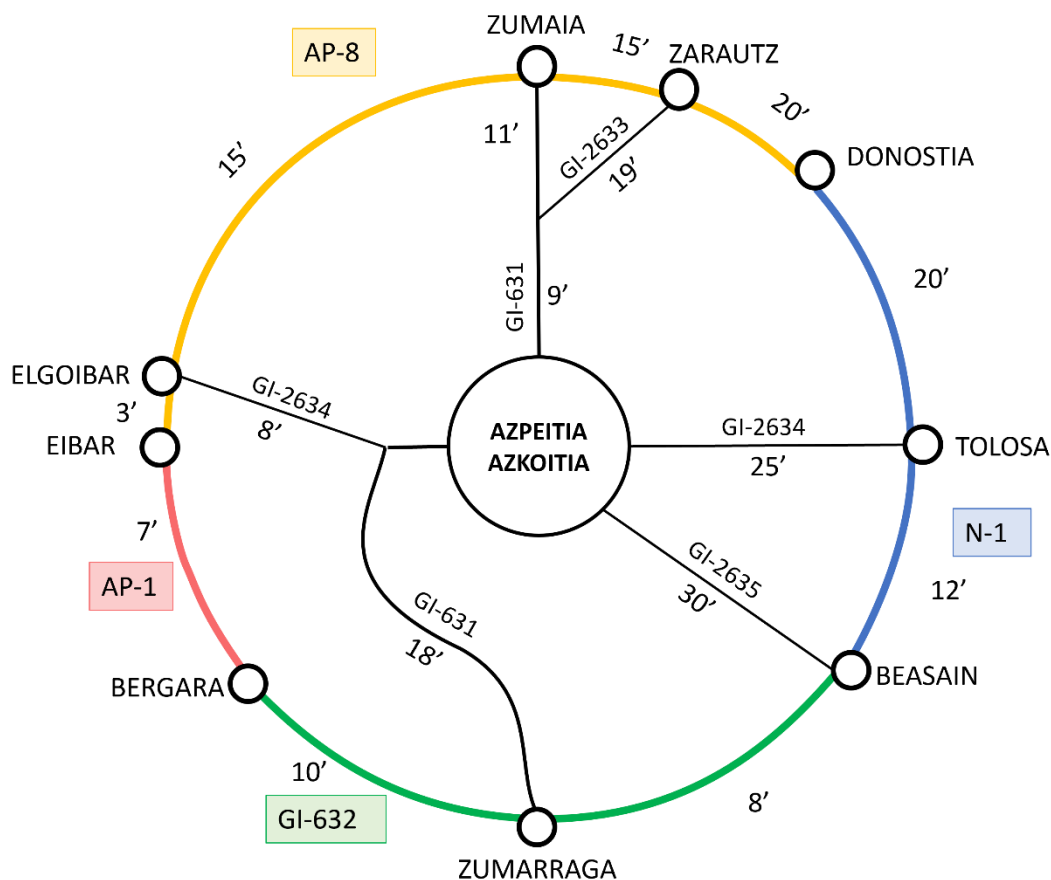 ZUMAIA
AP-8
15’
ZARAUTZ
20’
11’
GI-2633
19’
DONOSTIA
15’
GI-631
9’
20’
ELGOIBAR
GI-2634
8’
3’
EIBAR
AZPEITIA
AZKOITIA
GI-2634
25’
TOLOSA
7’
N-1
AP-1
GI-2635
30’
12’
GI-631
18’
BERGARA
BEASAIN
10’
8’
GI-632
ZUMARRAGA